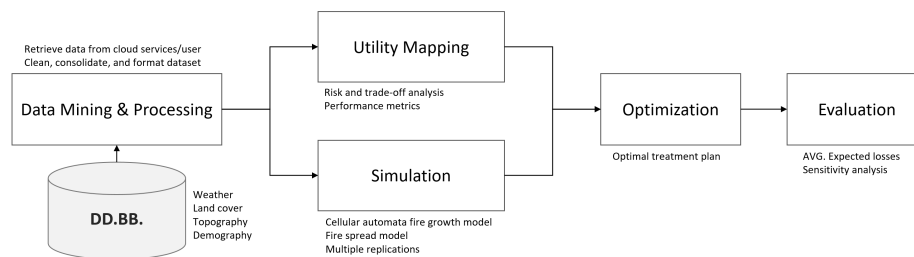 Retrieve data from cloud services/user
Clean, consolidate, and format dataset
Data Mining & Processing
DD.BB.
Weather
Land cover
Topography
Demography
Utility Mapping
Risk and trade-off analysis
Performance metrics
Simulation
Cellular automata fire growth model
Fire spread model
Multiple replications
Optimization
Optimal treatment plan
Evaluation
AVG. Expected losses
Sensitivity analysis